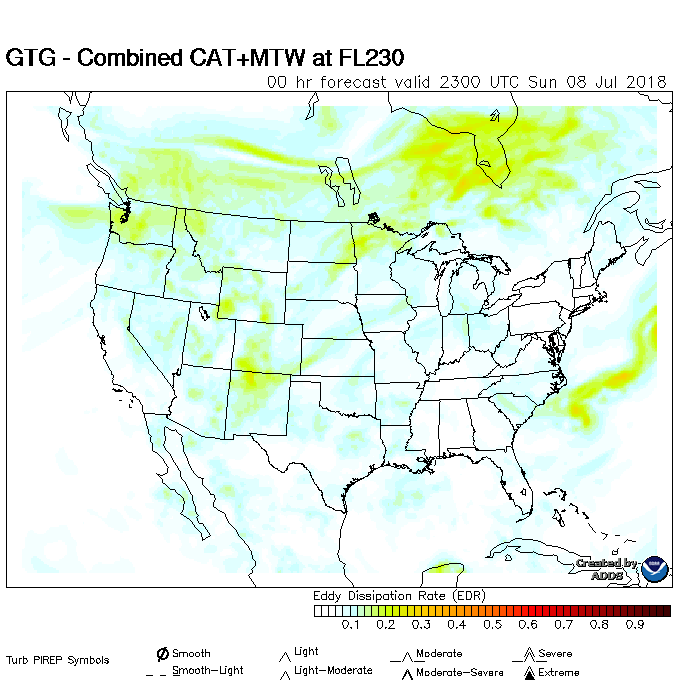 GTG - Combined CAT+MTW at FL230
00 hr forecast valid 2300 UTC Sun 08 Jul 2018
Created by
ADDS
Eddy Dissipation Rate (EDR)
0.1 0.2 0.3 0.4 0.5 0.6 0.7 0.8 0.9
Turb PIREP Symbols
Smooth
Light
Moderate
Severe
Smooth-Light
Light-Moderate
Moderate-Severe
Extreme